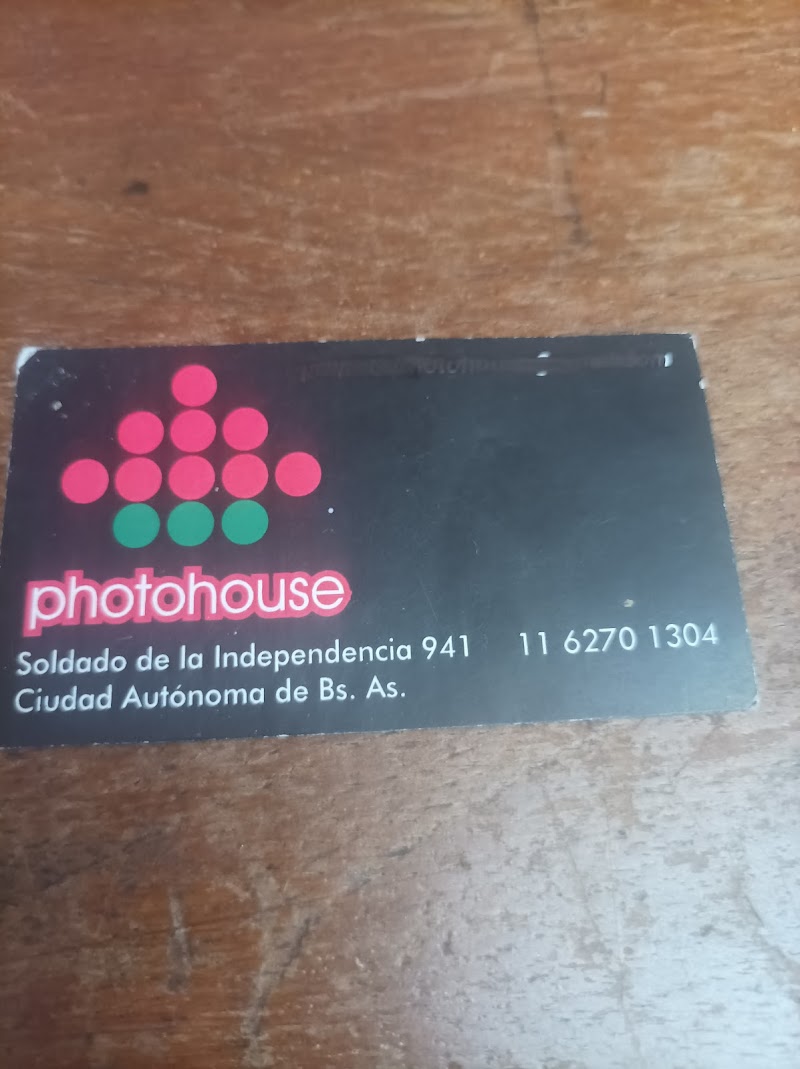 photohouse
Soldado de la Independencia 941 11 6270 1304
Ciudad Autónoma de Bs. As.